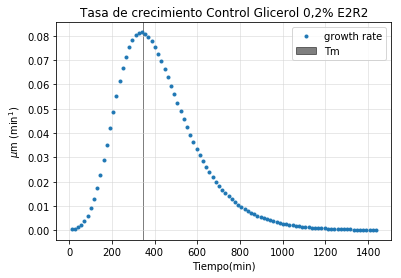 Tasa de crecimiento Control Glicerol 0,2% E2R2
growth rate
Tm
μm (min¹)
0.08
0.07
0.06
0.05
0.04
0.03
0.02
0.01
0.00
0 200 400 600 800 1000 1200 1400
Tiempo(min)